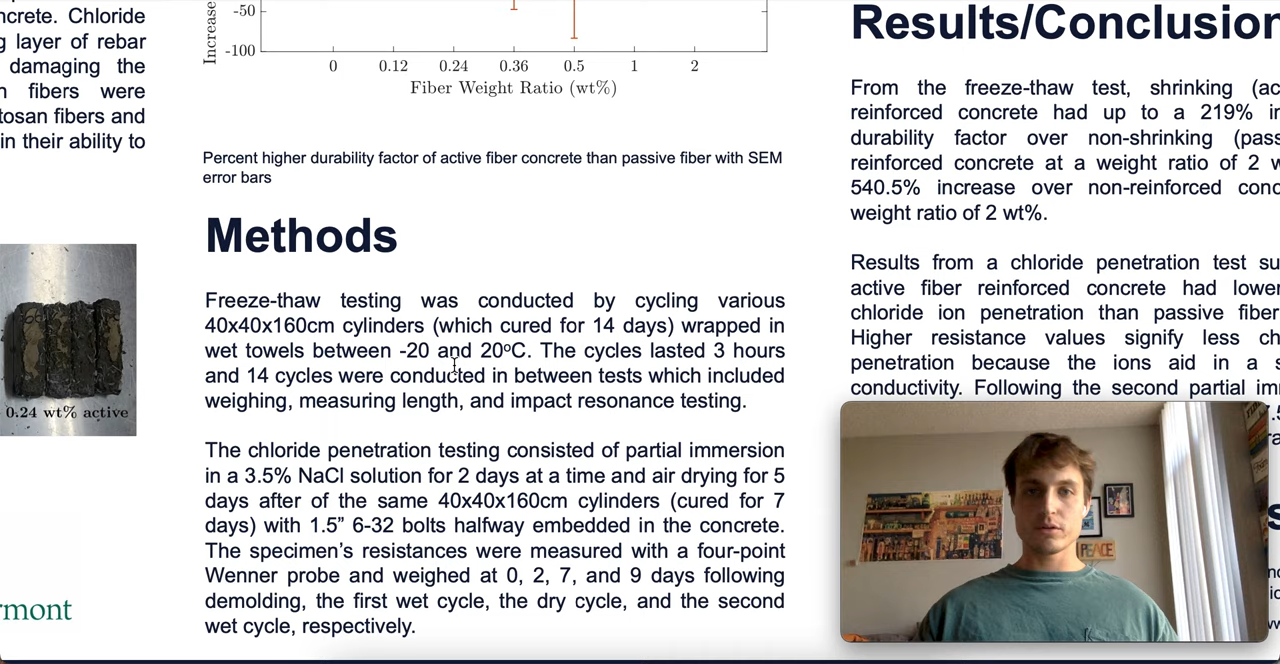 ncrete. Chloride
g layer of rebar
damaging the
fibers were
tosan fibers and
in their ability to
0.24 wt% active
rmont
Increase
-50
-100
0 0.12 0.24 0.36 0.5 1 2
Fiber Weight Ratio (wt%)
Percent higher durability factor of active fiber concrete than passive fiber with SEM
error bars
Methods
Freeze-thaw testing was conducted by cycling various
40x40x160cm cylinders (which cured for 14 days) wrapped in
wet towels between -20 and 20ºC. The cycles lasted 3 hours
and 14 cycles were conducted in between tests which included
weighing, measuring length, and impact resonance testing.
The chloride penetration testing consisted of partial immersion
in a 3.5% NaCl solution for 2 days at a time and air drying for 5
days after of the same 40x40x160cm cylinders (cured for 7
days) with 1.5” 6-32 bolts halfway embedded in the concrete.
The specimen’s resistances were measured with a four-point
Wenner probe and weighed at 0, 2, 7, and 9 days following
demolding, the first wet cycle, the dry cycle, and the second
wet cycle, respectively.
Results/Conclusion
From the freeze-thaw test, shrinking (ac
reinforced concrete had up to a 219% in
durability factor over non-shrinking (pass
reinforced concrete at a weight ratio of 2 w
540.5% increase over non-reinforced conc
weight ratio of 2 wt%.
Results from a chloride penetration test su
active fiber reinforced concrete had lower
chloride ion penetration than passive fiber
Higher resistance values signify less ch
penetration because the ions aid in a s
conductivity. Following the second partial im
PEACE